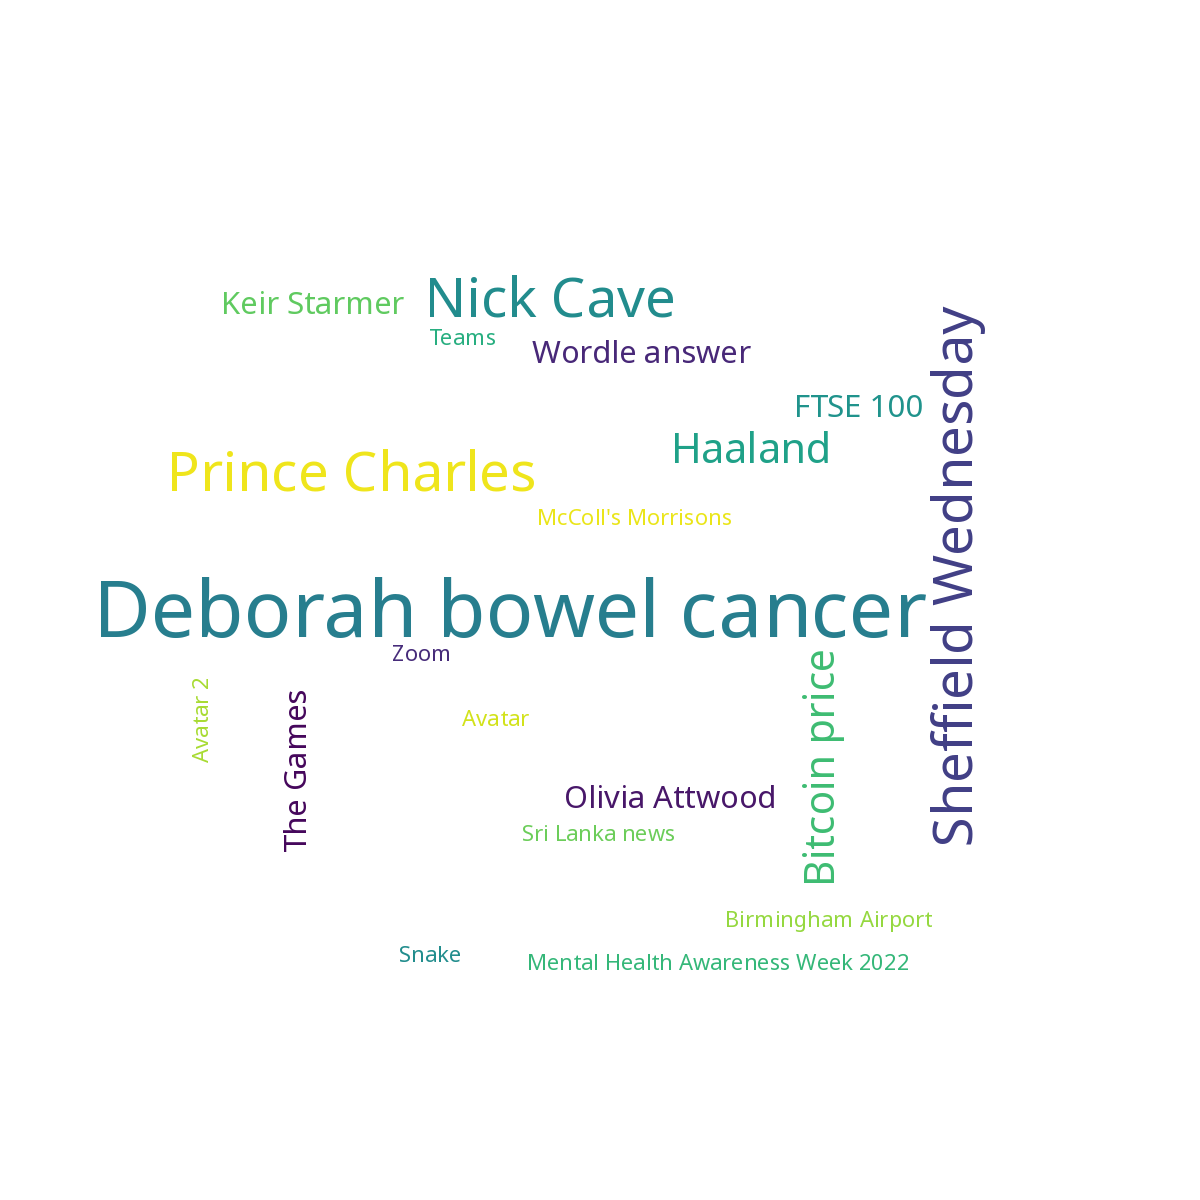 Keir Starmer
Nick Cave
Teams
Wordle answer
FTSE 100
Haaland
Prince Charles
McColl's Morrisons
Sheffield Wednesday
Deborah bowel cancer
Zoom
Avatar 2
The Games
Avatar
Bitcoin price
Olivia Attwood
Sri Lanka news
Birmingham Airport
Snake
Mental Health Awareness Week 2022